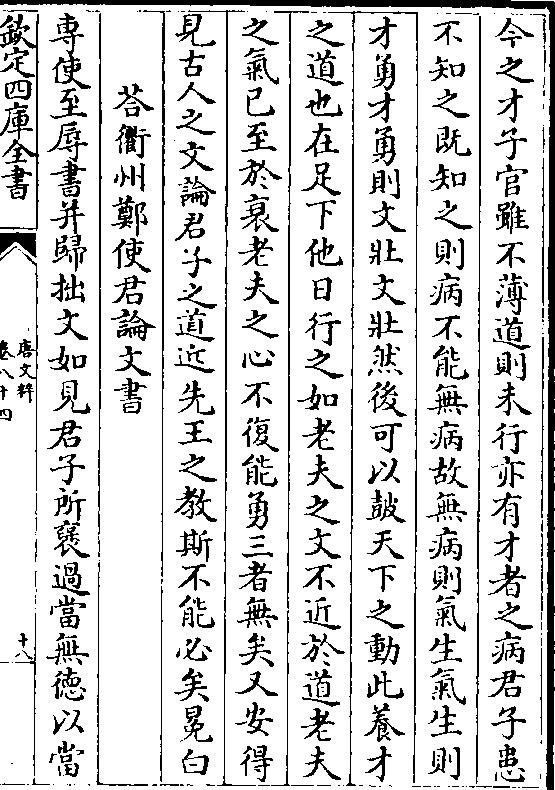 今之才子官雖不薄道則未行亦有才者之病君子患
不知之既知之則病不能無病故無病則氣生氣生則
才勇才勇則文壯文壯然後可以鼓天下之動此養才
之道也在足下他日行之如老夫之文不近於道老夫
之氣已至於衰老夫之心不復能勇三者無矣又安得
見古人之文論君子之道近先王之教斯不能必矣冕白
荅衢州鄭使君論文書
専使至辱書并歸拙文如見君子所襃過當無徳以當
欽定四庫全書
唐文粹
卷八十四
十八